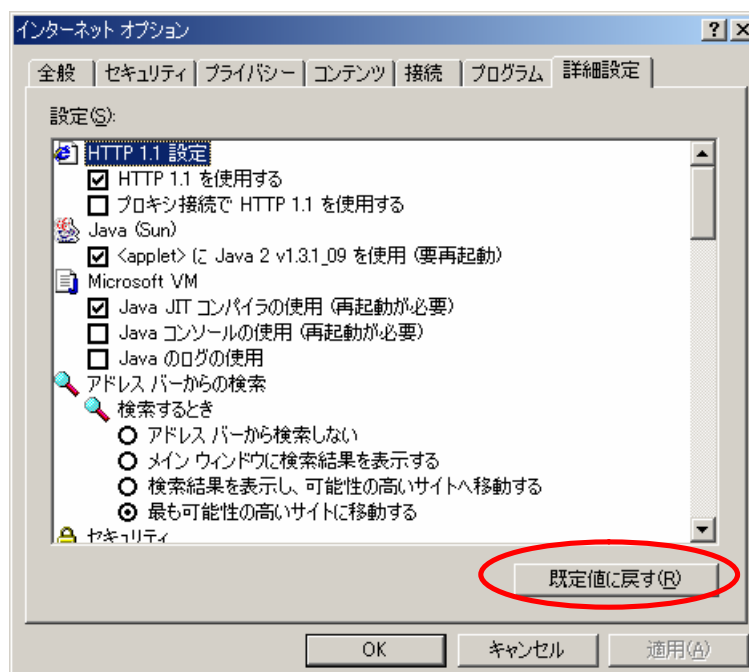 インターネット オプション
全般 セキュリティ プライバシー コンテンツ 接続 プログラム 詳細設定
設定(S):
HTTP 1.1 設定
HTTP 1.1 を使用する
プロキシ接続で HTTP 1.1 を使用する
Java (Sun)
<applet> に Java 2 v1.3.1_09 を使用 (要再起動)
Microsoft VM
Java JIT コンパイラの使用 (再起動が必要)
Java コンソールの使用 (再起動が必要)
Java のログの使用
アドレス バーからの検索
検索するとき
アドレス バーから検索しない
メイン ウィンドウに検索結果を表示する
検索結果を表示し、可能性の高いサイトへ移動する
最も可能性の高いサイトに移動する
セキュリティ
既定値に戻す(R)
OK キャンセル 適用(A)